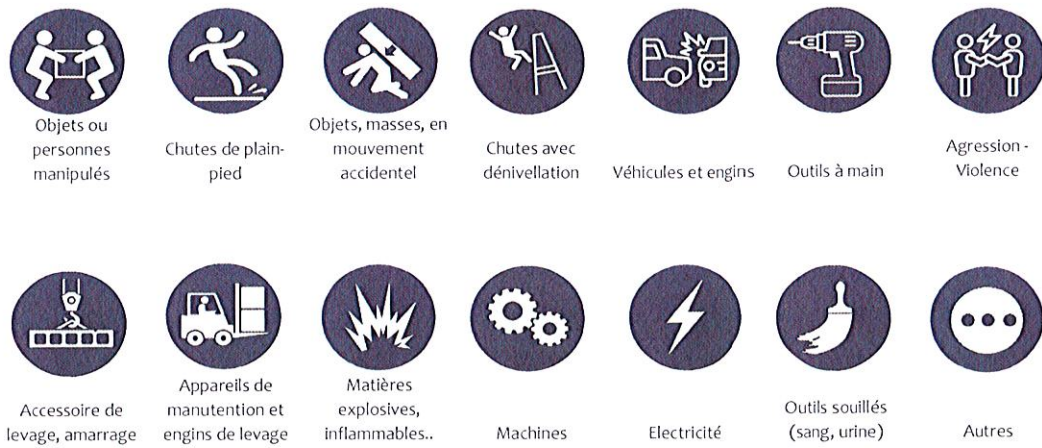 Objets ou
personnes
manipulés
Chutes de plain-
pied
Objets, masses, en
mouvement
accidentel
Chutes avec
dénivellation
Véhicules et engins
Outils à main
Agression -
Violence
Accessoire de
levage, amarrage
Appareils de
manutention et
engins de levage
Matières
explosives,
inflammables..
Machines
Electricité
Outils souillés
(sang, urine)
Autres